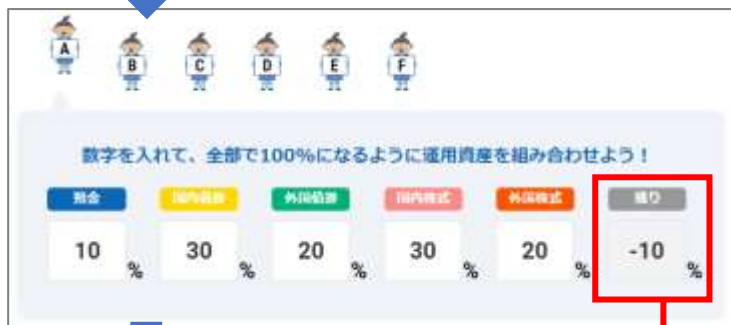 A
B C D E F
数字を入れて、全部で100%になるように運用資産を組み合わせよう！
預金 国内債券 外国債券 国内株式 外国株式 残り
10 % 30 % 20 % 30 % 20 % -10 %